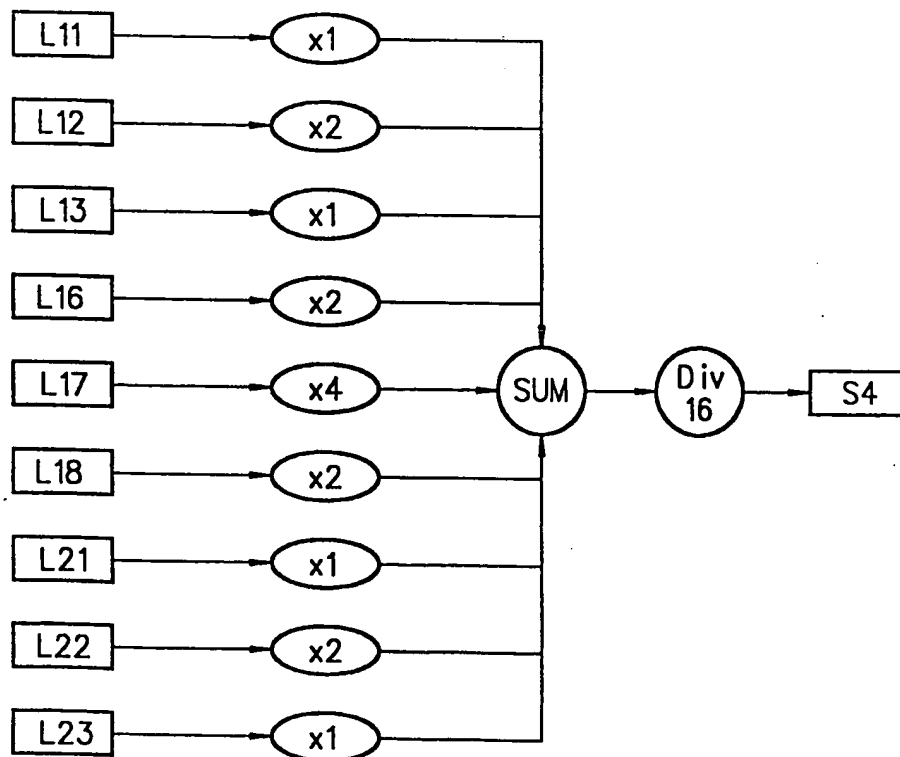 L11 x1
L12 x2
L13 x1
L16 x2
L17 x4 SUM Div 16 S4
L18 x2
L21 x1
L22 x2
L23 x1